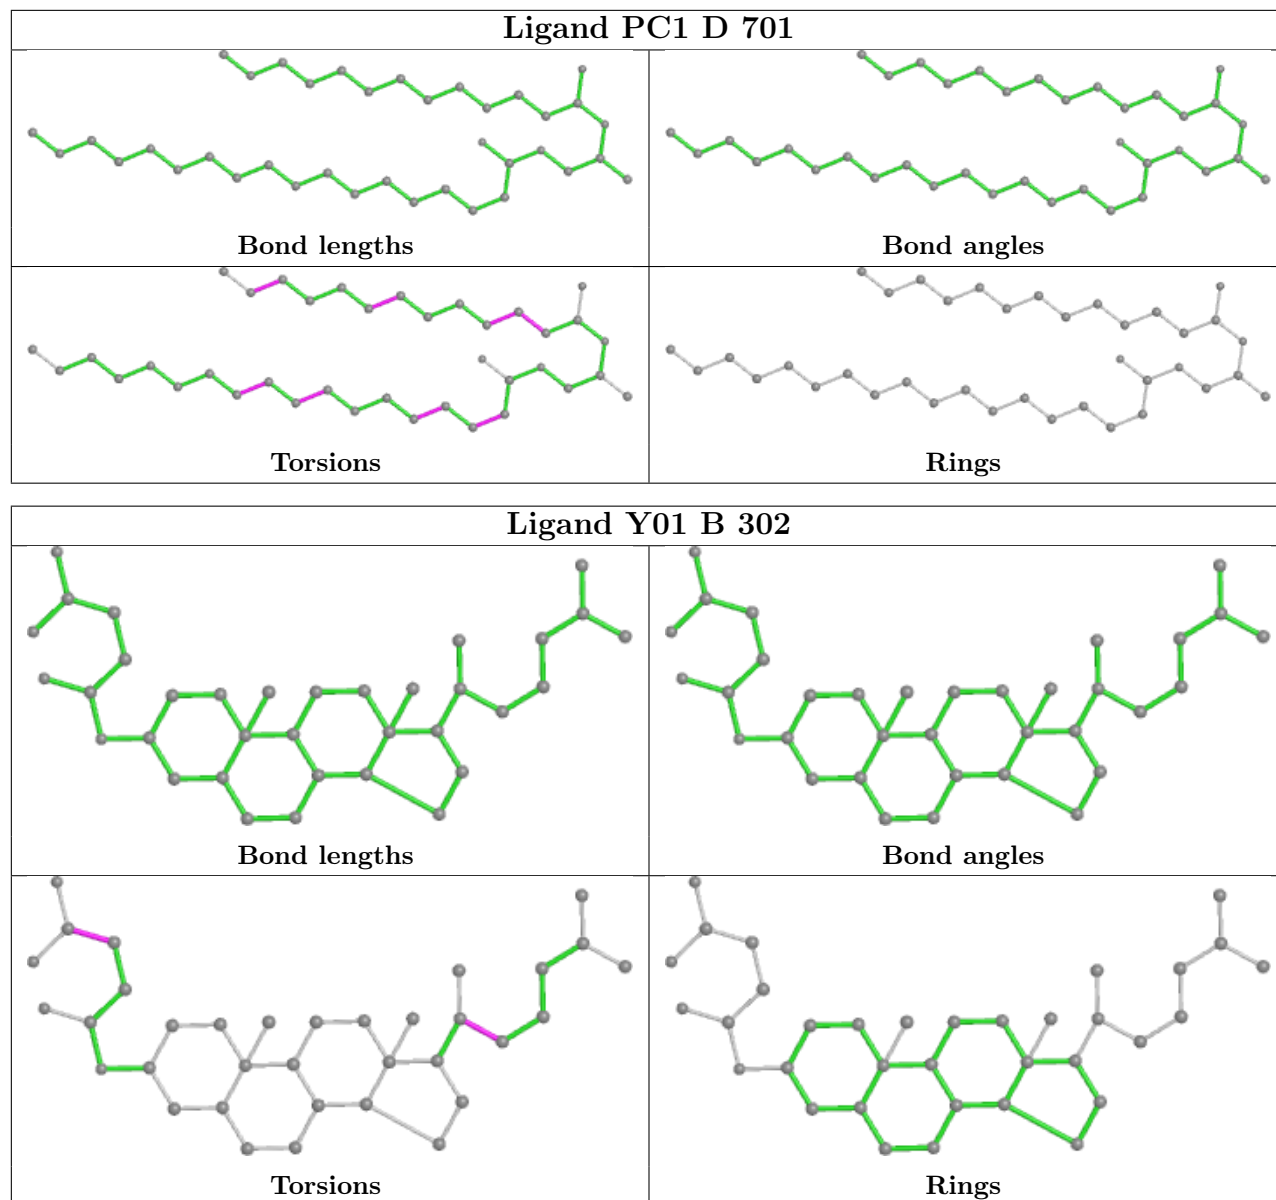 Ligand PC1 D 701
Bond lengths
Bond angles
Torsions
Rings
Ligand Y01 B 302
Bond lengths
Bond angles
Torsions
Rings